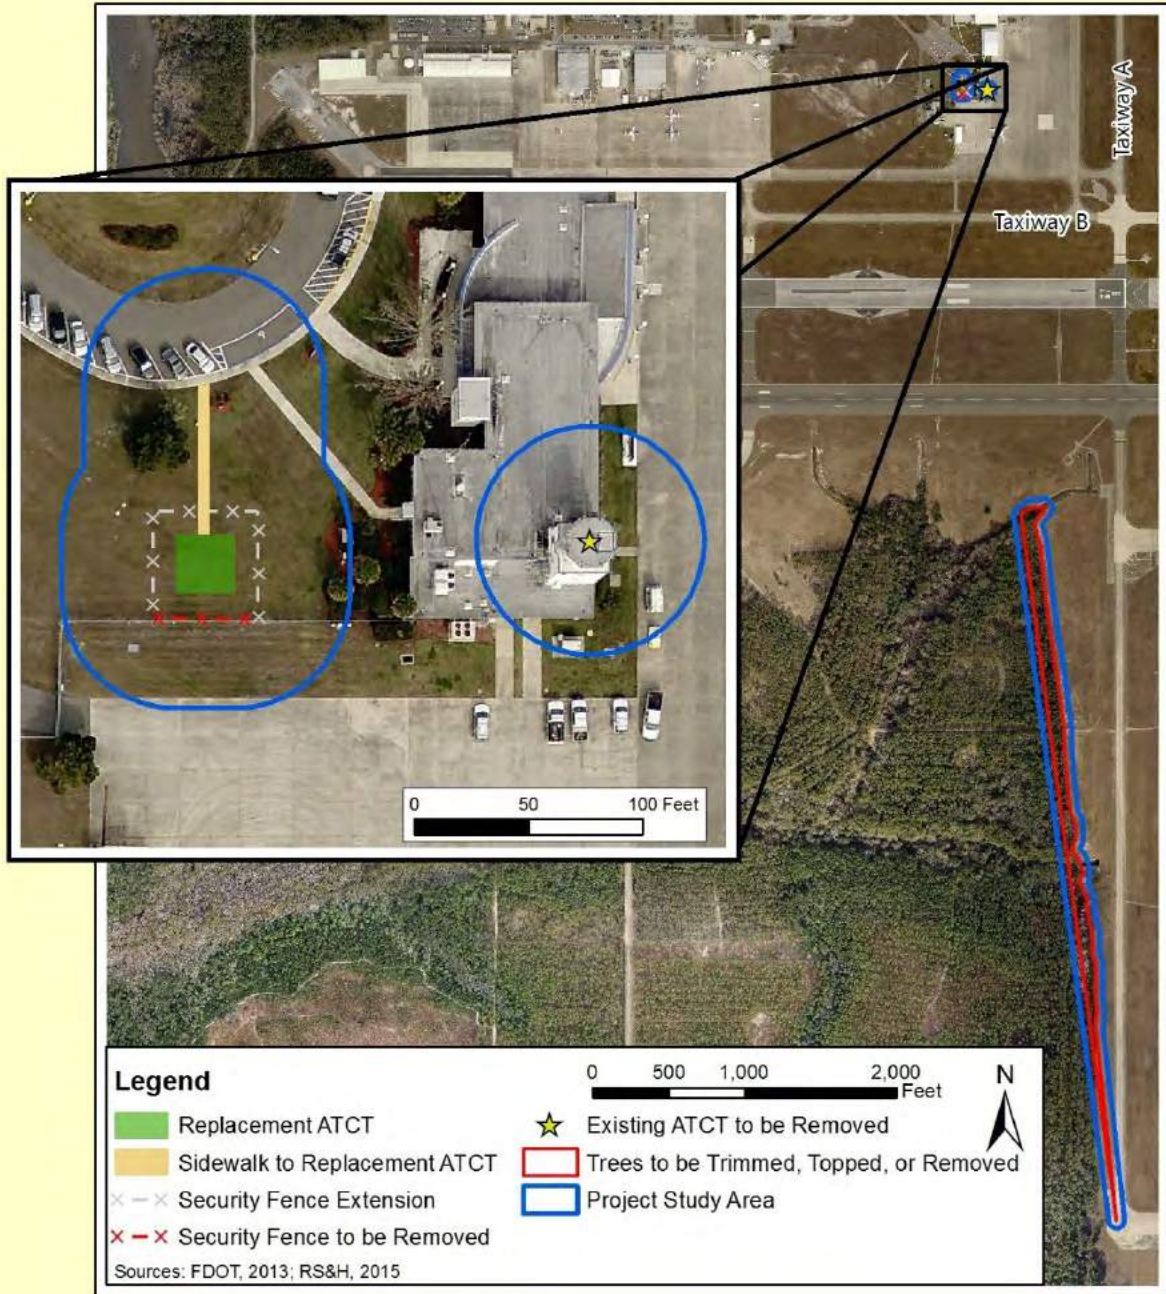 Taxiway A
Taxiway B
0 50 100 Feet
Legend
Replacement ATCT
Sidewalk to Replacement ATCT
Security Fence Extension
Security Fence to be Removed
0 500 1,000 2,000
Feet
N
Existing ATCT to be Removed
Trees to be Trimmed, Topped, or Removed
Project Study Area
Sources: FDOT, 2013; RS&H, 2015